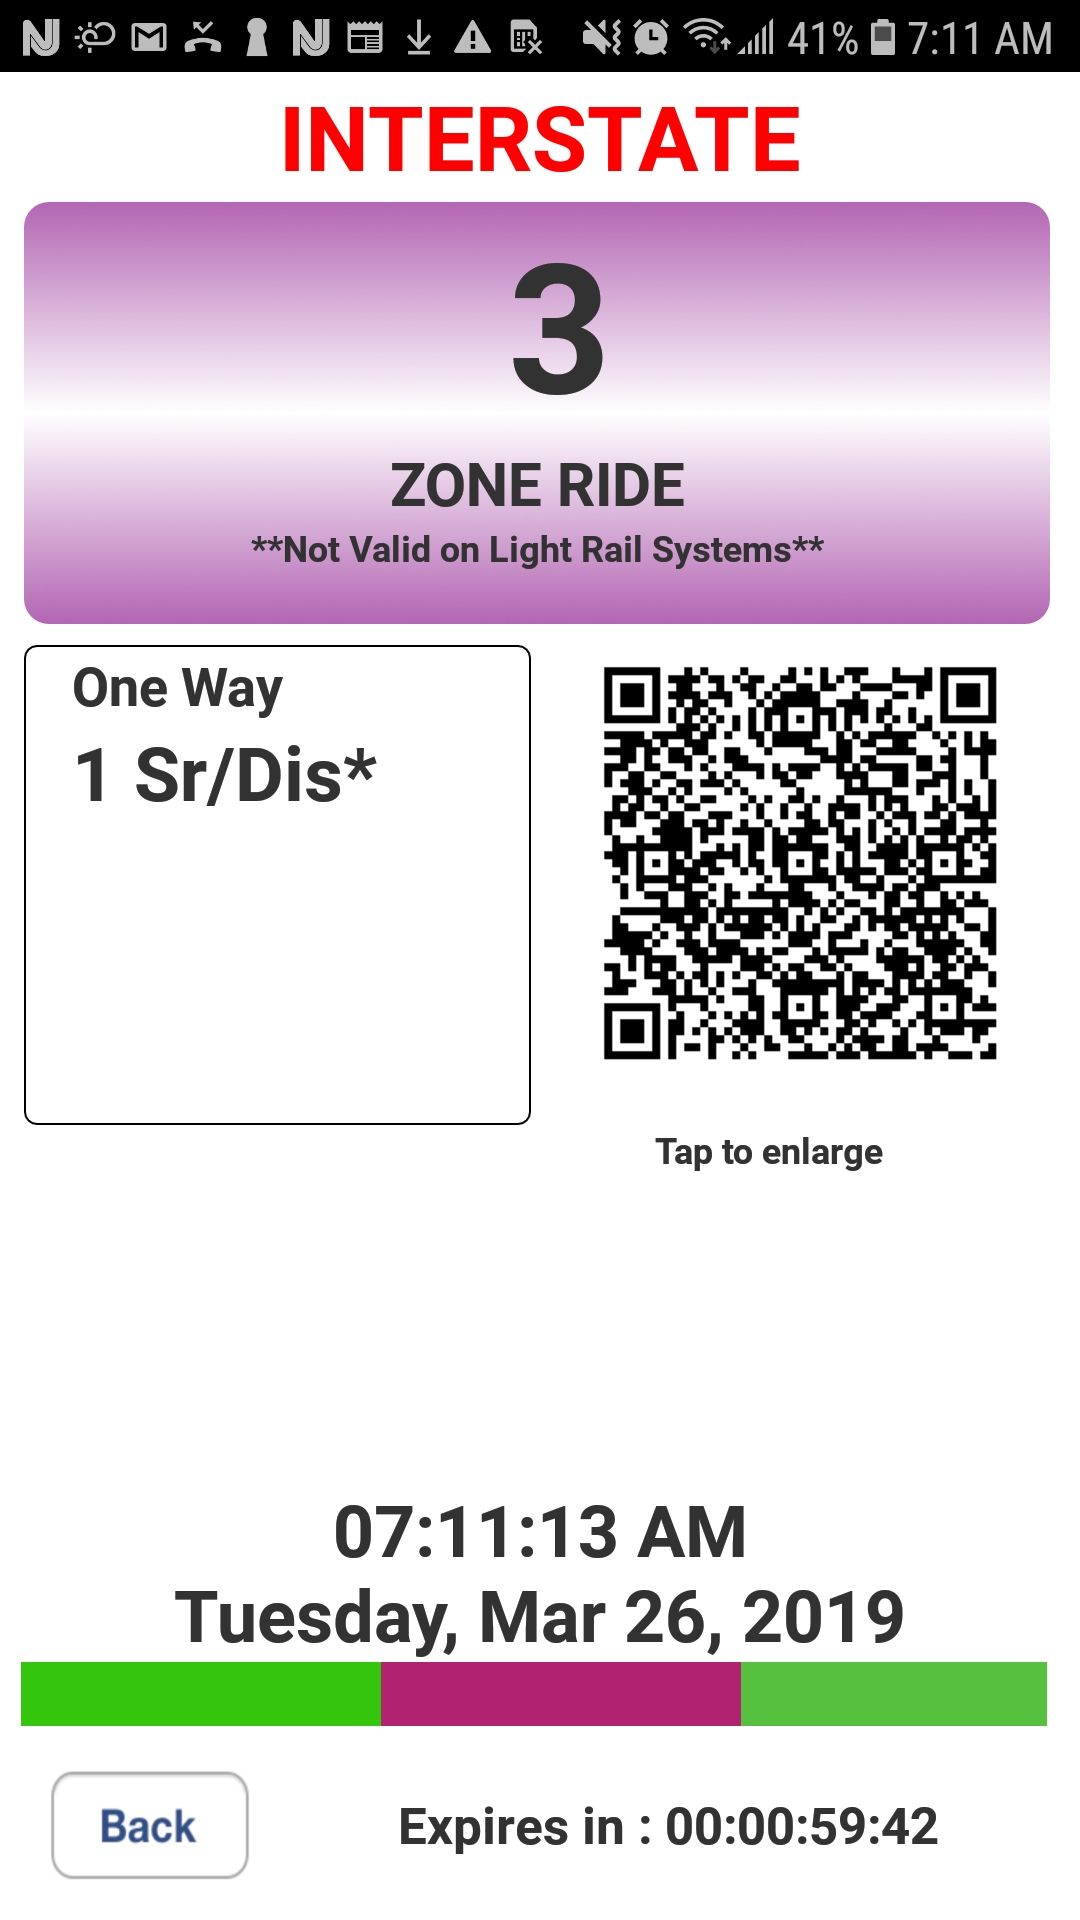 41% 7:11 AM
INTERSTATE
3
ZONE RIDE
**Not Valid on Light Rail Systems**
One Way
1 Sr/Dis*
Tap to enlarge
07:11:13 AM
Tuesday, Mar 26, 2019
Back
Expires in : 00:00:59:42